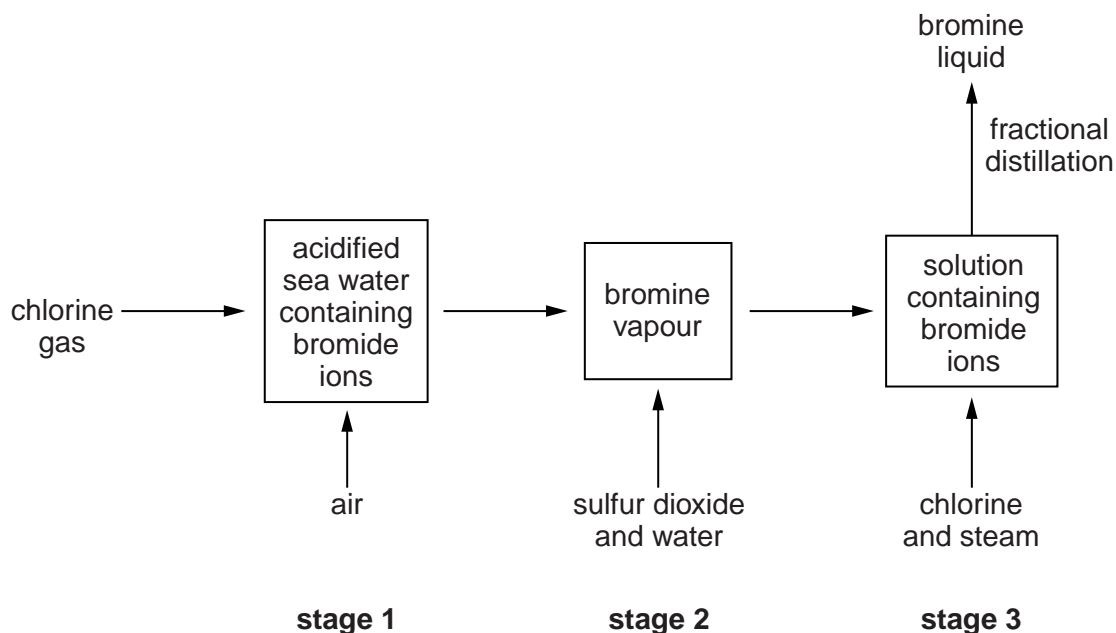 bromine
liquid
fractional
distillation
chlorine
gas
acidified
sea water
containing
bromide
ions
bromine
vapour
solution
containing
bromide
ions
air
sulfur dioxide
and water
chlorine
and steam
stage 1
stage 2
stage 3